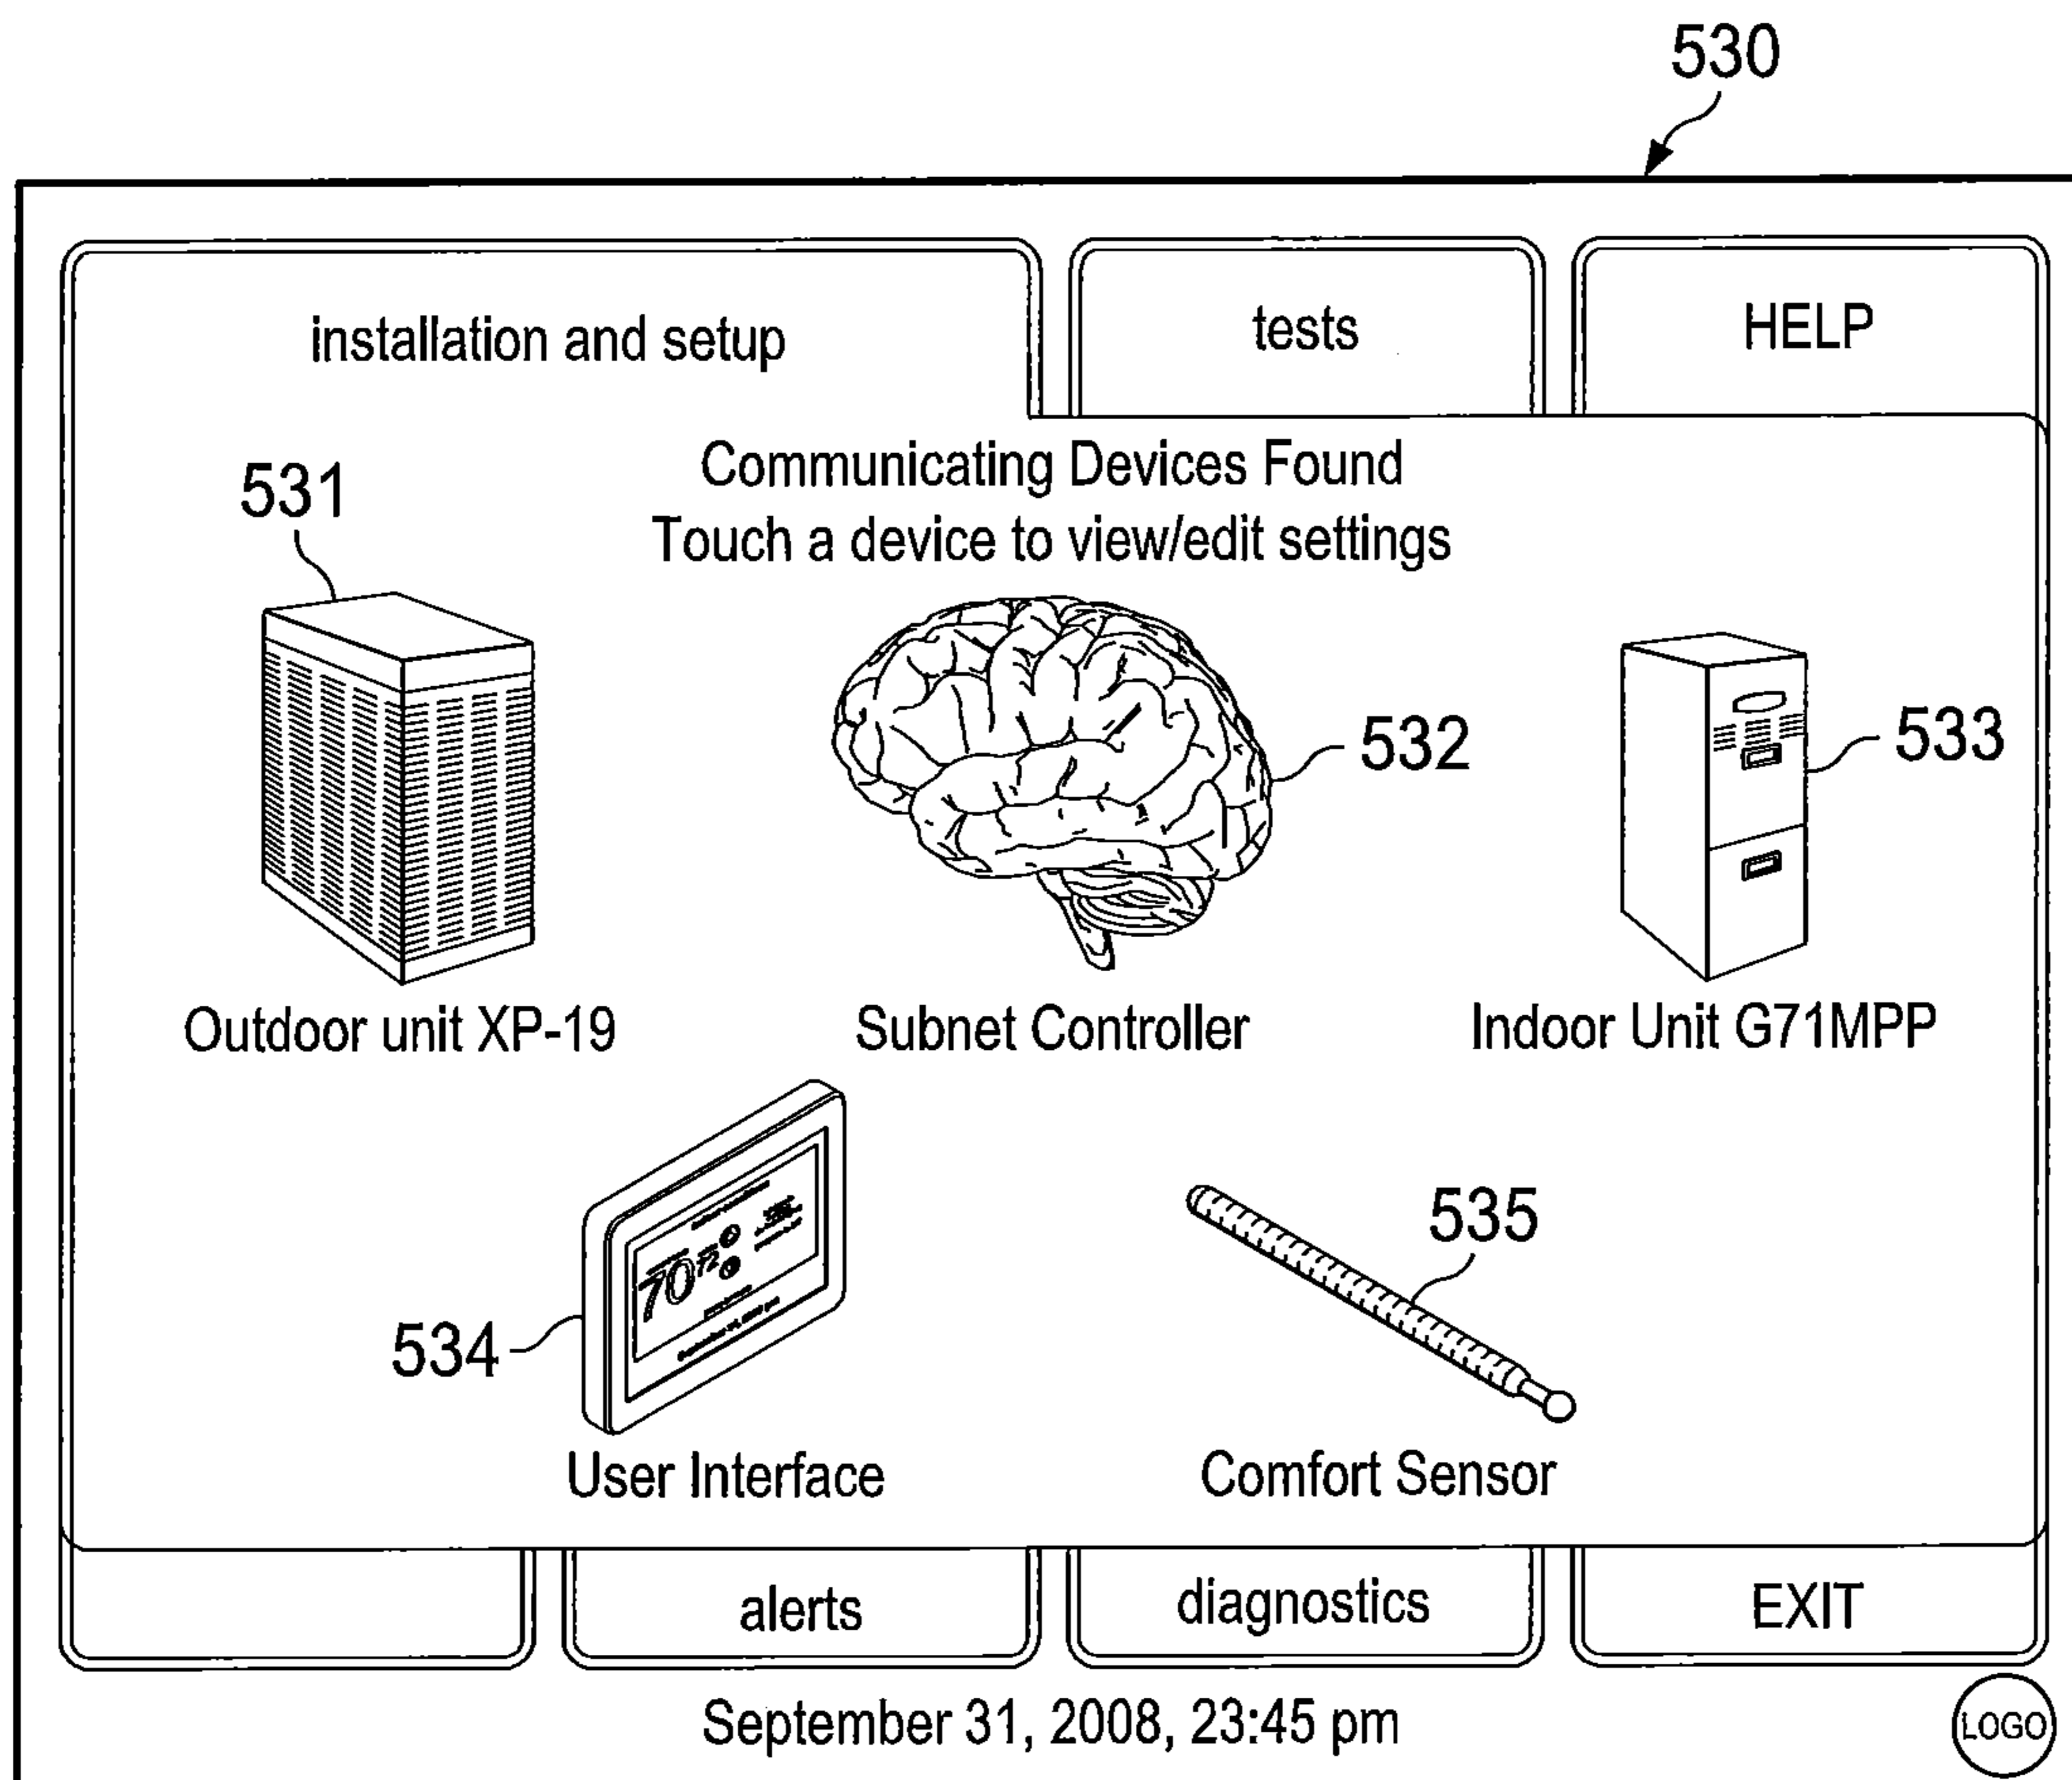 530
installation and setup
tests
HELP
Communicating Devices Found
Touch a device to view/edit settings
531
532
533
Outdoor unit XP-19
Subnet Controller
Indoor Unit G71MPP
70 72
534
535
User Interface
Comfort Sensor
alerts
diagnostics
EXIT
September 31, 2008, 23:45 pm
LOGO